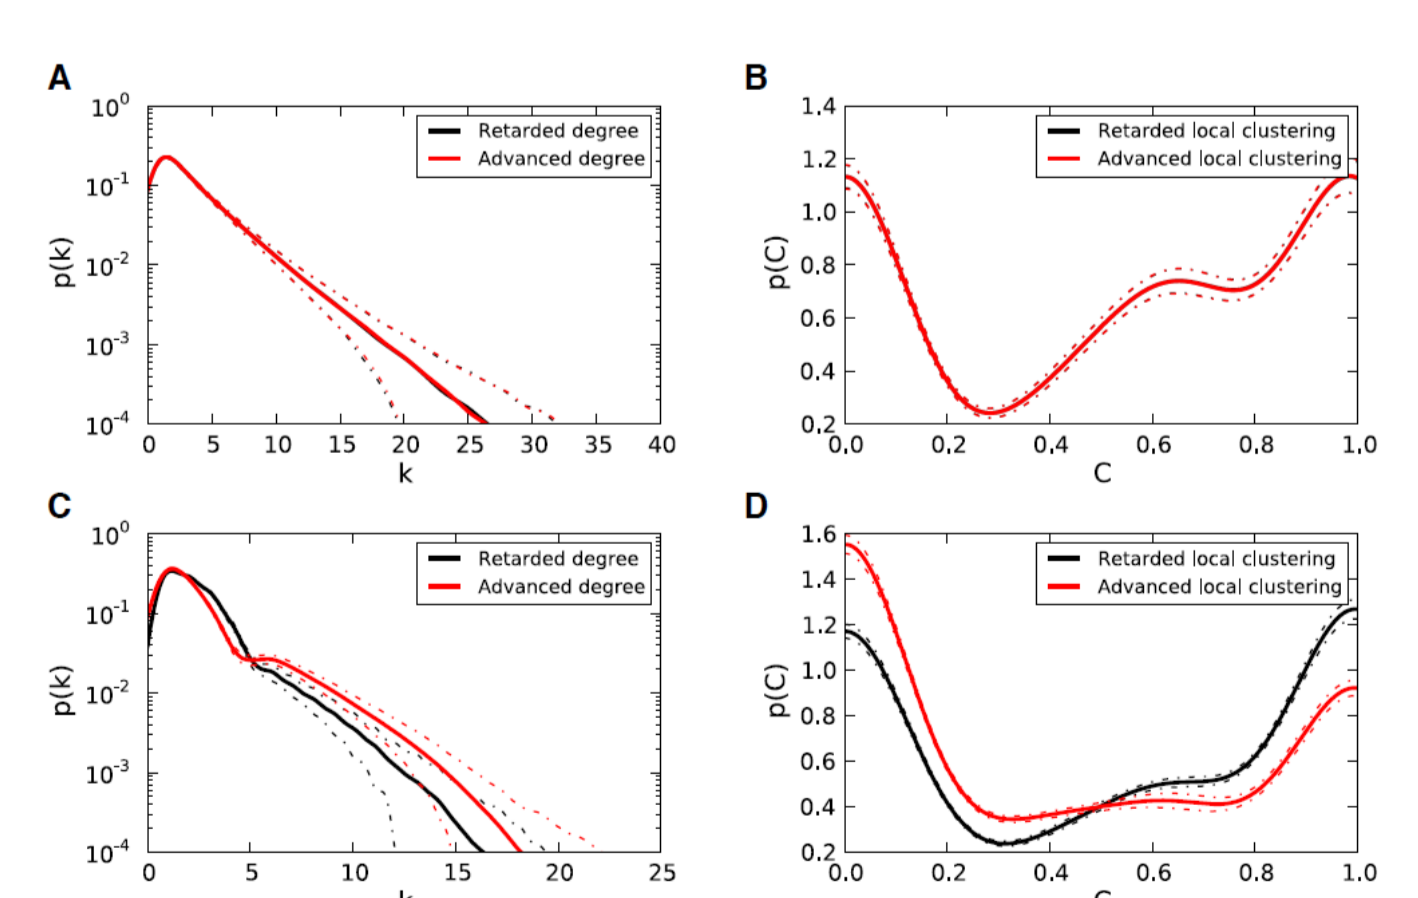 A
10^0
10^-1
10^-2
10^-3
10^-4
p(k)
Retarded degree
Advanced degree
0 5 10 15 20 25 30 35 40
k
B
1.4
1.2
1.0
0.8
0.6
0.4
0.2
p(C)
Retarded local clustering
Advanced local clustering
0.0 0.2 0.4 0.6 0.8 1.0
C
C
10^0
10^-1
10^-2
10^-3
10^-4
p(k)
Retarded degree
Advanced degree
0 5 10 15 20 25
k
D
1.6
1.4
1.2
1.0
0.8
0.6
0.4
0.2
p(C)
Retarded local clustering
Advanced local clustering
0.0 0.2 0.4 0.6 0.8 1.0